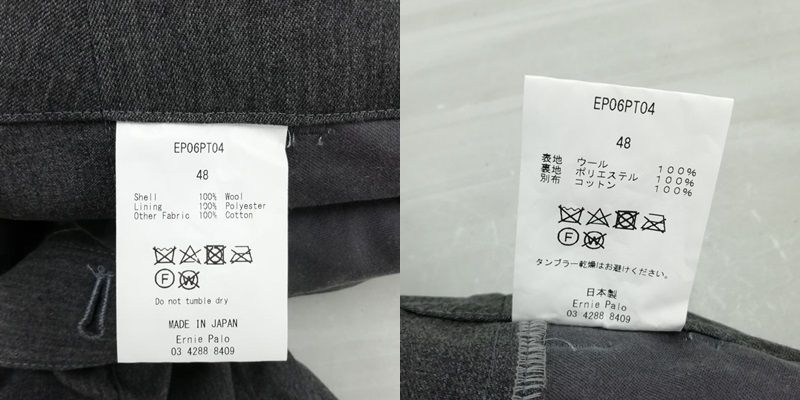 EP06PT04
48
Shell 100% Wool
Lining 100% Polyester
Other Fabric 100% Cotton
F W
Do not tumble dry
MADE IN JAPAN
Ernie Palo
03 4288 8409
EP06PT04
48
表地 ウール 100%
裏地 ポリエステル 100%
別布 コットン 100%
F W
タンブラー乾燥はお避けください。
日本製
Ernie Palo
03 4288 8409